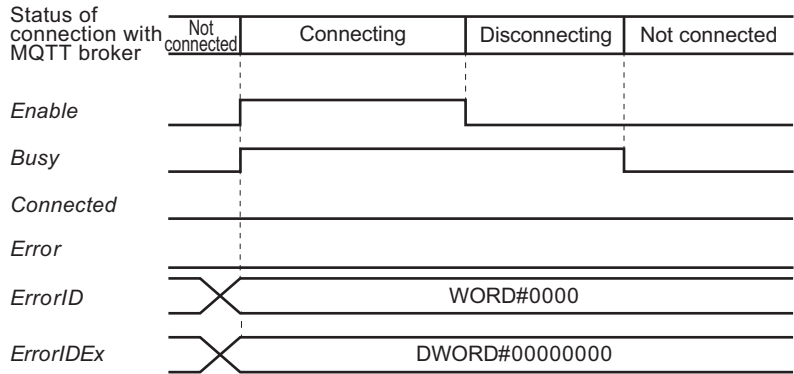 Status of
connection with
MQTT broker
Not
connected
Connecting
Disconnecting
Not connected
Enable
Busy
Connected
Error
ErrorID
WORD#0000
ErrorIDEx
DWORD#00000000